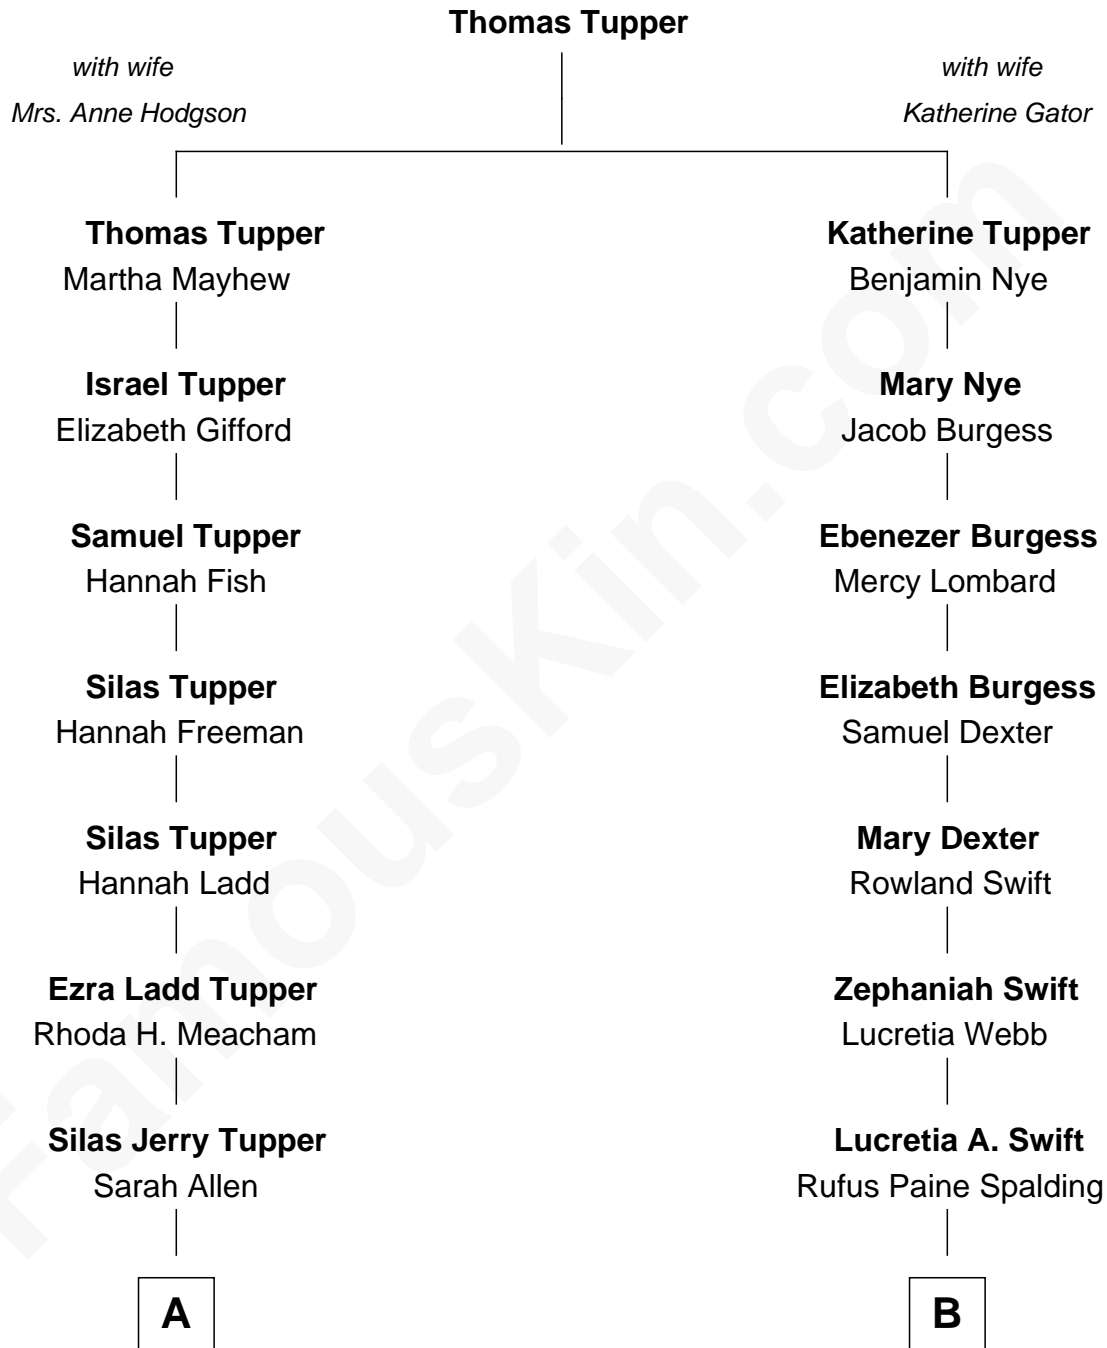 Thomas Tupper
with wife
Mrs. Anne Hodgson
with wife
Katherine Gator
Thomas Tupper
Martha Mayhew
Katherine Tupper
Benjamin Nye
Israel Tupper
Elizabeth Gifford
Mary Nye
Jacob Burgess
Samuel Tupper
Hannah Fish
Ebenezer Burgess
Mercy Lombard
Silas Tupper
Hannah Freeman
Elizabeth Burgess
Samuel Dexter
Silas Tupper
Hannah Ladd
Mary Dexter
Rowland Swift
Ezra Ladd Tupper
Rhoda H. Meacham
Zephaniah Swift
Lucretia Webb
Silas Jerry Tupper
Sarah Allen
Lucretia A. Swift
Rufus Paine Spalding
A
B
FamousKin.com